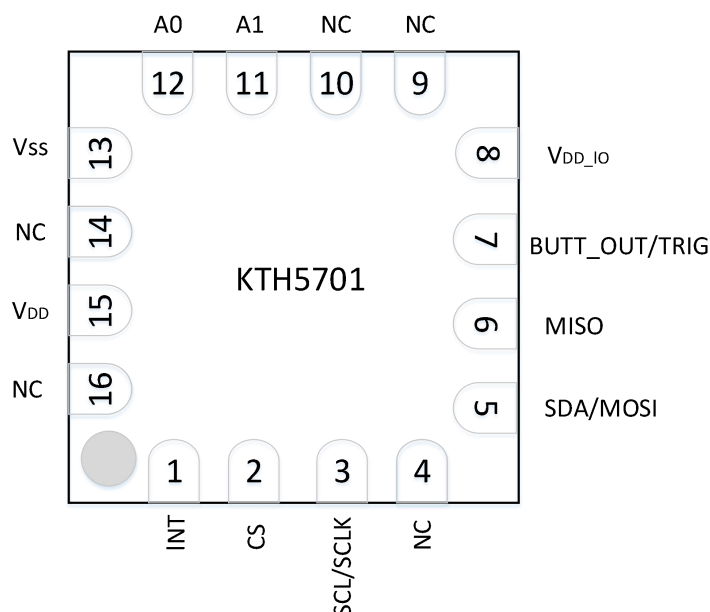 A0 A1 NC NC
12 11 10 9
Vss 13 8 VDD_IO
NC 14 7 BUTT_OUT/TRIG
KTH5701
VDD 15 6 MISO
NC 16 5 SDA/MOSI
1 2 3 4
INT CS SCL/SCLK NC